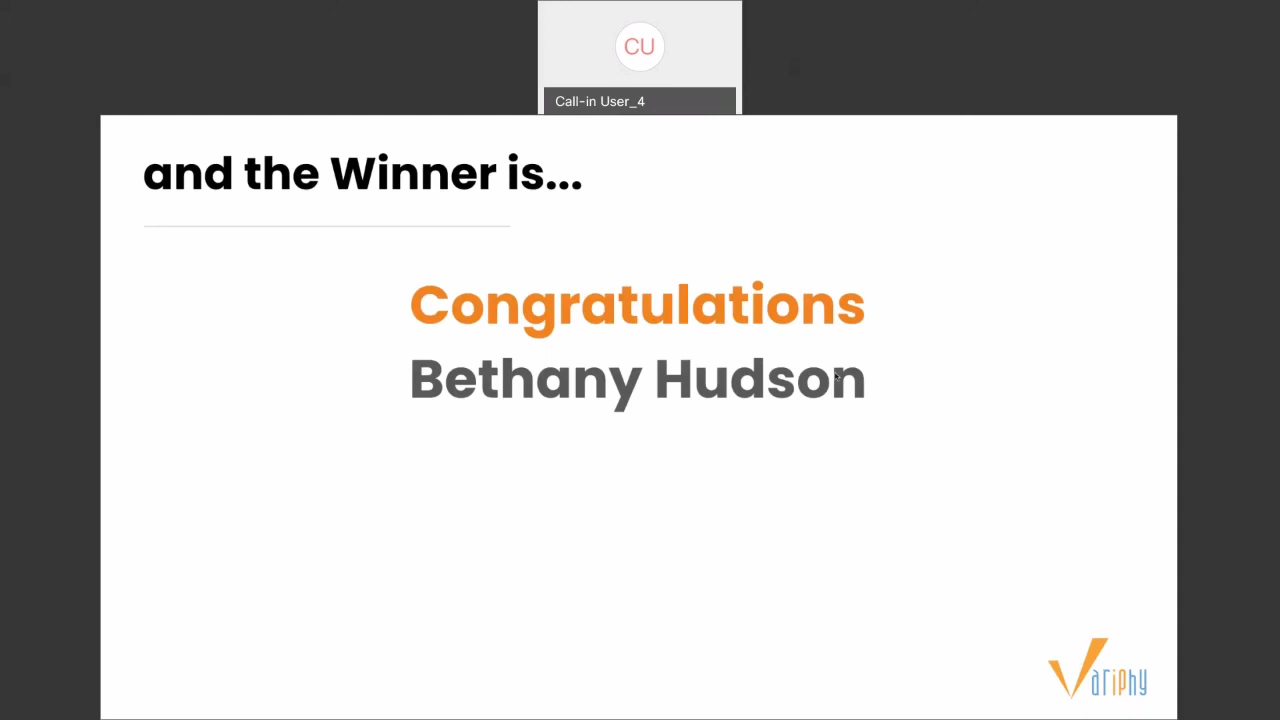 CU
Call-in User_4
and the Winner is...
Congratulations
Bethany Hudson
Variphy